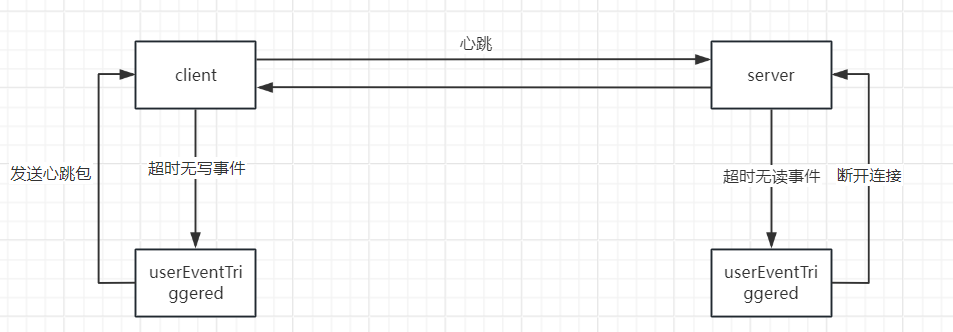 心跳
client
server
发送心跳包
超时无写事件
超时无读事件
断开连接
userEventTri
ggered
userEventTri
ggered